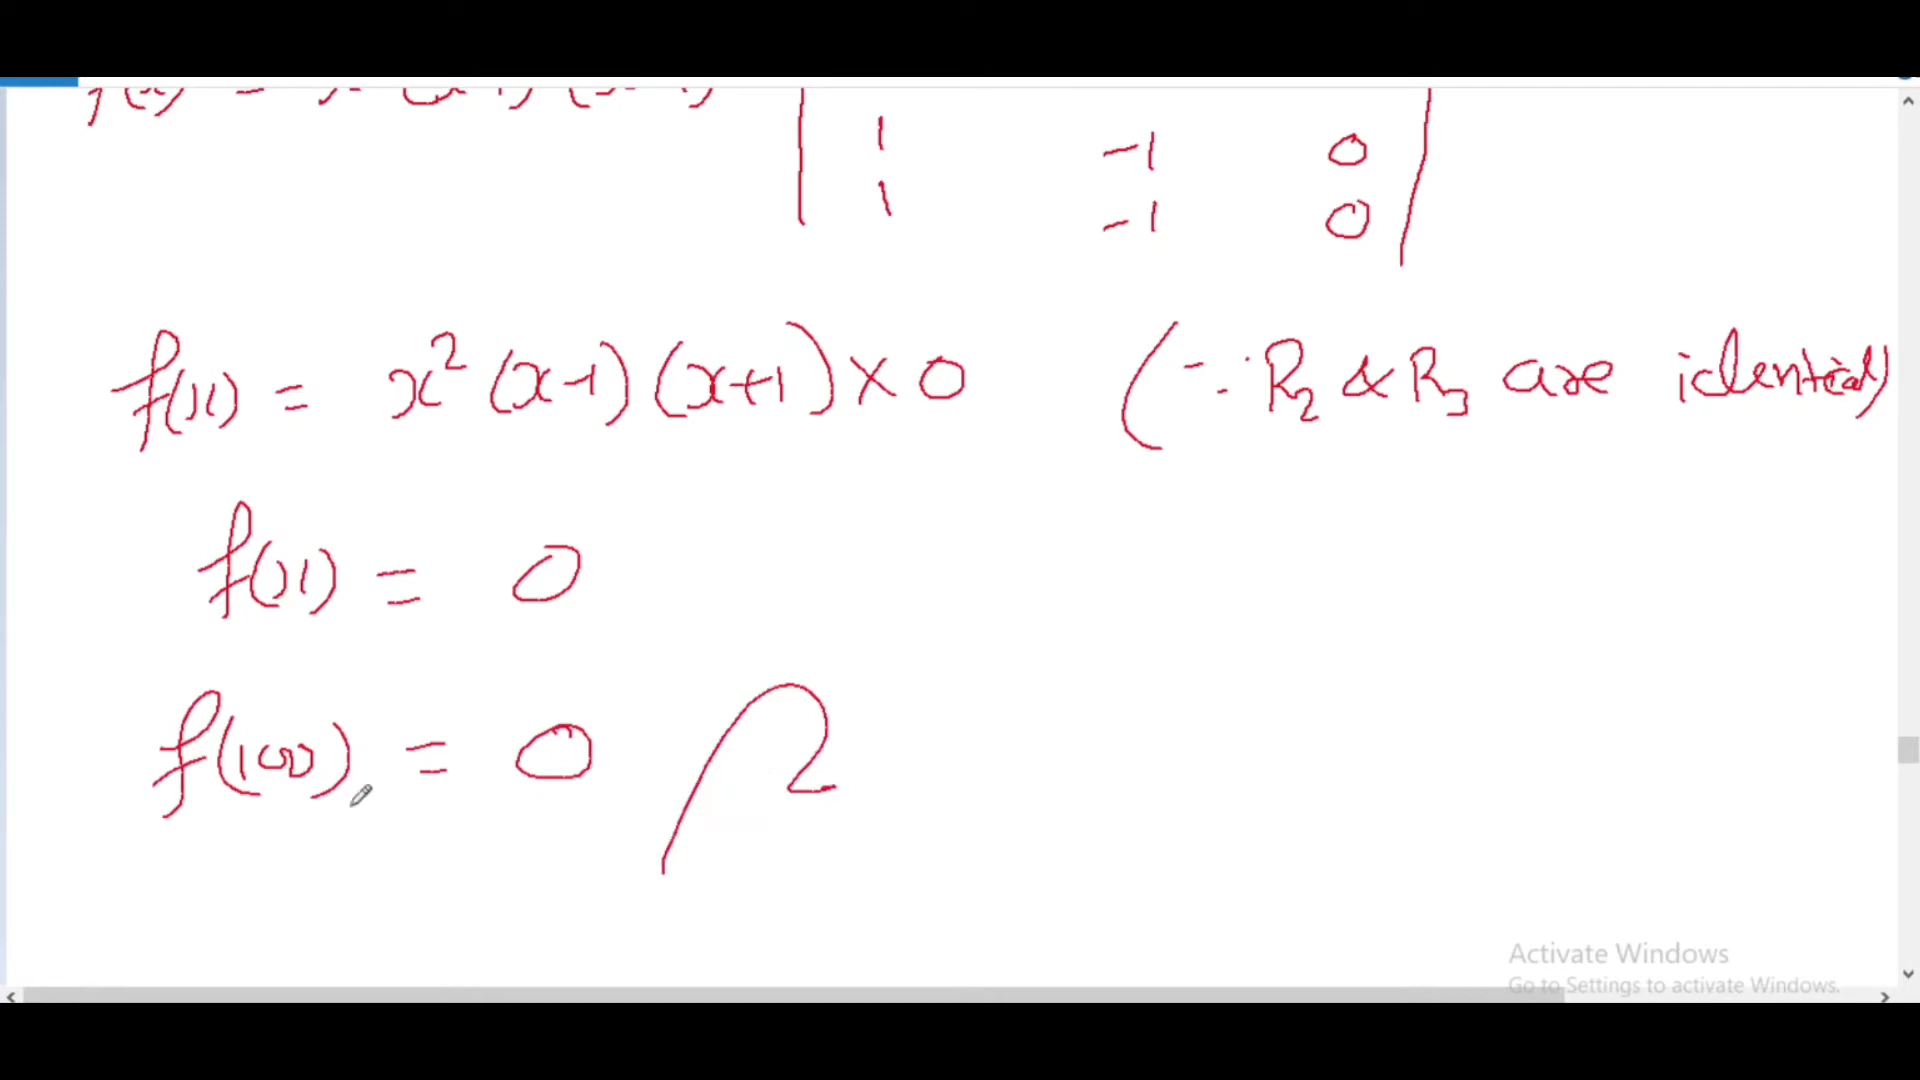 1 -1 0
1 -1 0
f(x) = x² (x-1) (x+1) × 0 (∵ R₂ & R₃ are identical)
f(x) = 0
f(100) = 0
Activate Windows
Go to Settings to activate Windows.